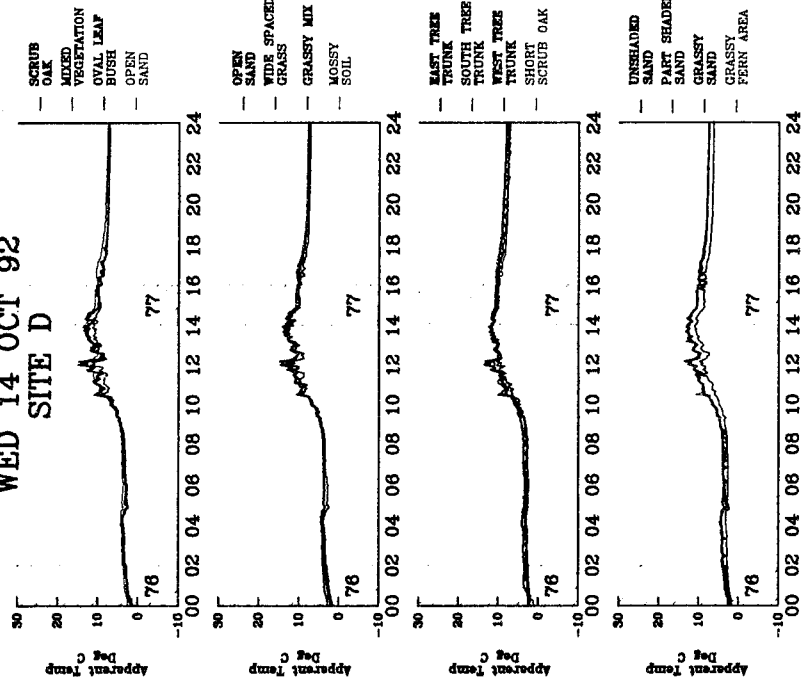 WED 14 OCT 92
SITE D
Apparent Temp
Deg C
30
20
10
0
-10
00 02 04 06 08 10 12 14 16 18 20 22 24
76
77
SCRUB
OAK
MIXED
VEGETATION
OVAL LEAF
BUSH
OPEN
SAND
Apparent Temp
Deg C
30
20
10
0
-10
00 02 04 06 08 10 12 14 16 18 20 22 24
76
77
OPEN
SAND
WIDE SPACED
GRASS
GRASSY MIX
MOSSY
SOIL
Apparent Temp
Deg C
30
20
10
0
-10
00 02 04 06 08 10 12 14 16 18 20 22 24
76
77
EAST TREE
TRUNK
SOUTH TREE
TRUNK
WEST TREE
TRUNK
SHORT
SCRUB OAK
Apparent Temp
Deg C
30
20
10
0
-10
00 02 04 06 08 10 12 14 16 18 20 22 24
76
77
UNSHADED
SAND
PART SHADED
SAND
GRASSY
SAND
GRASSY
FERN AREA